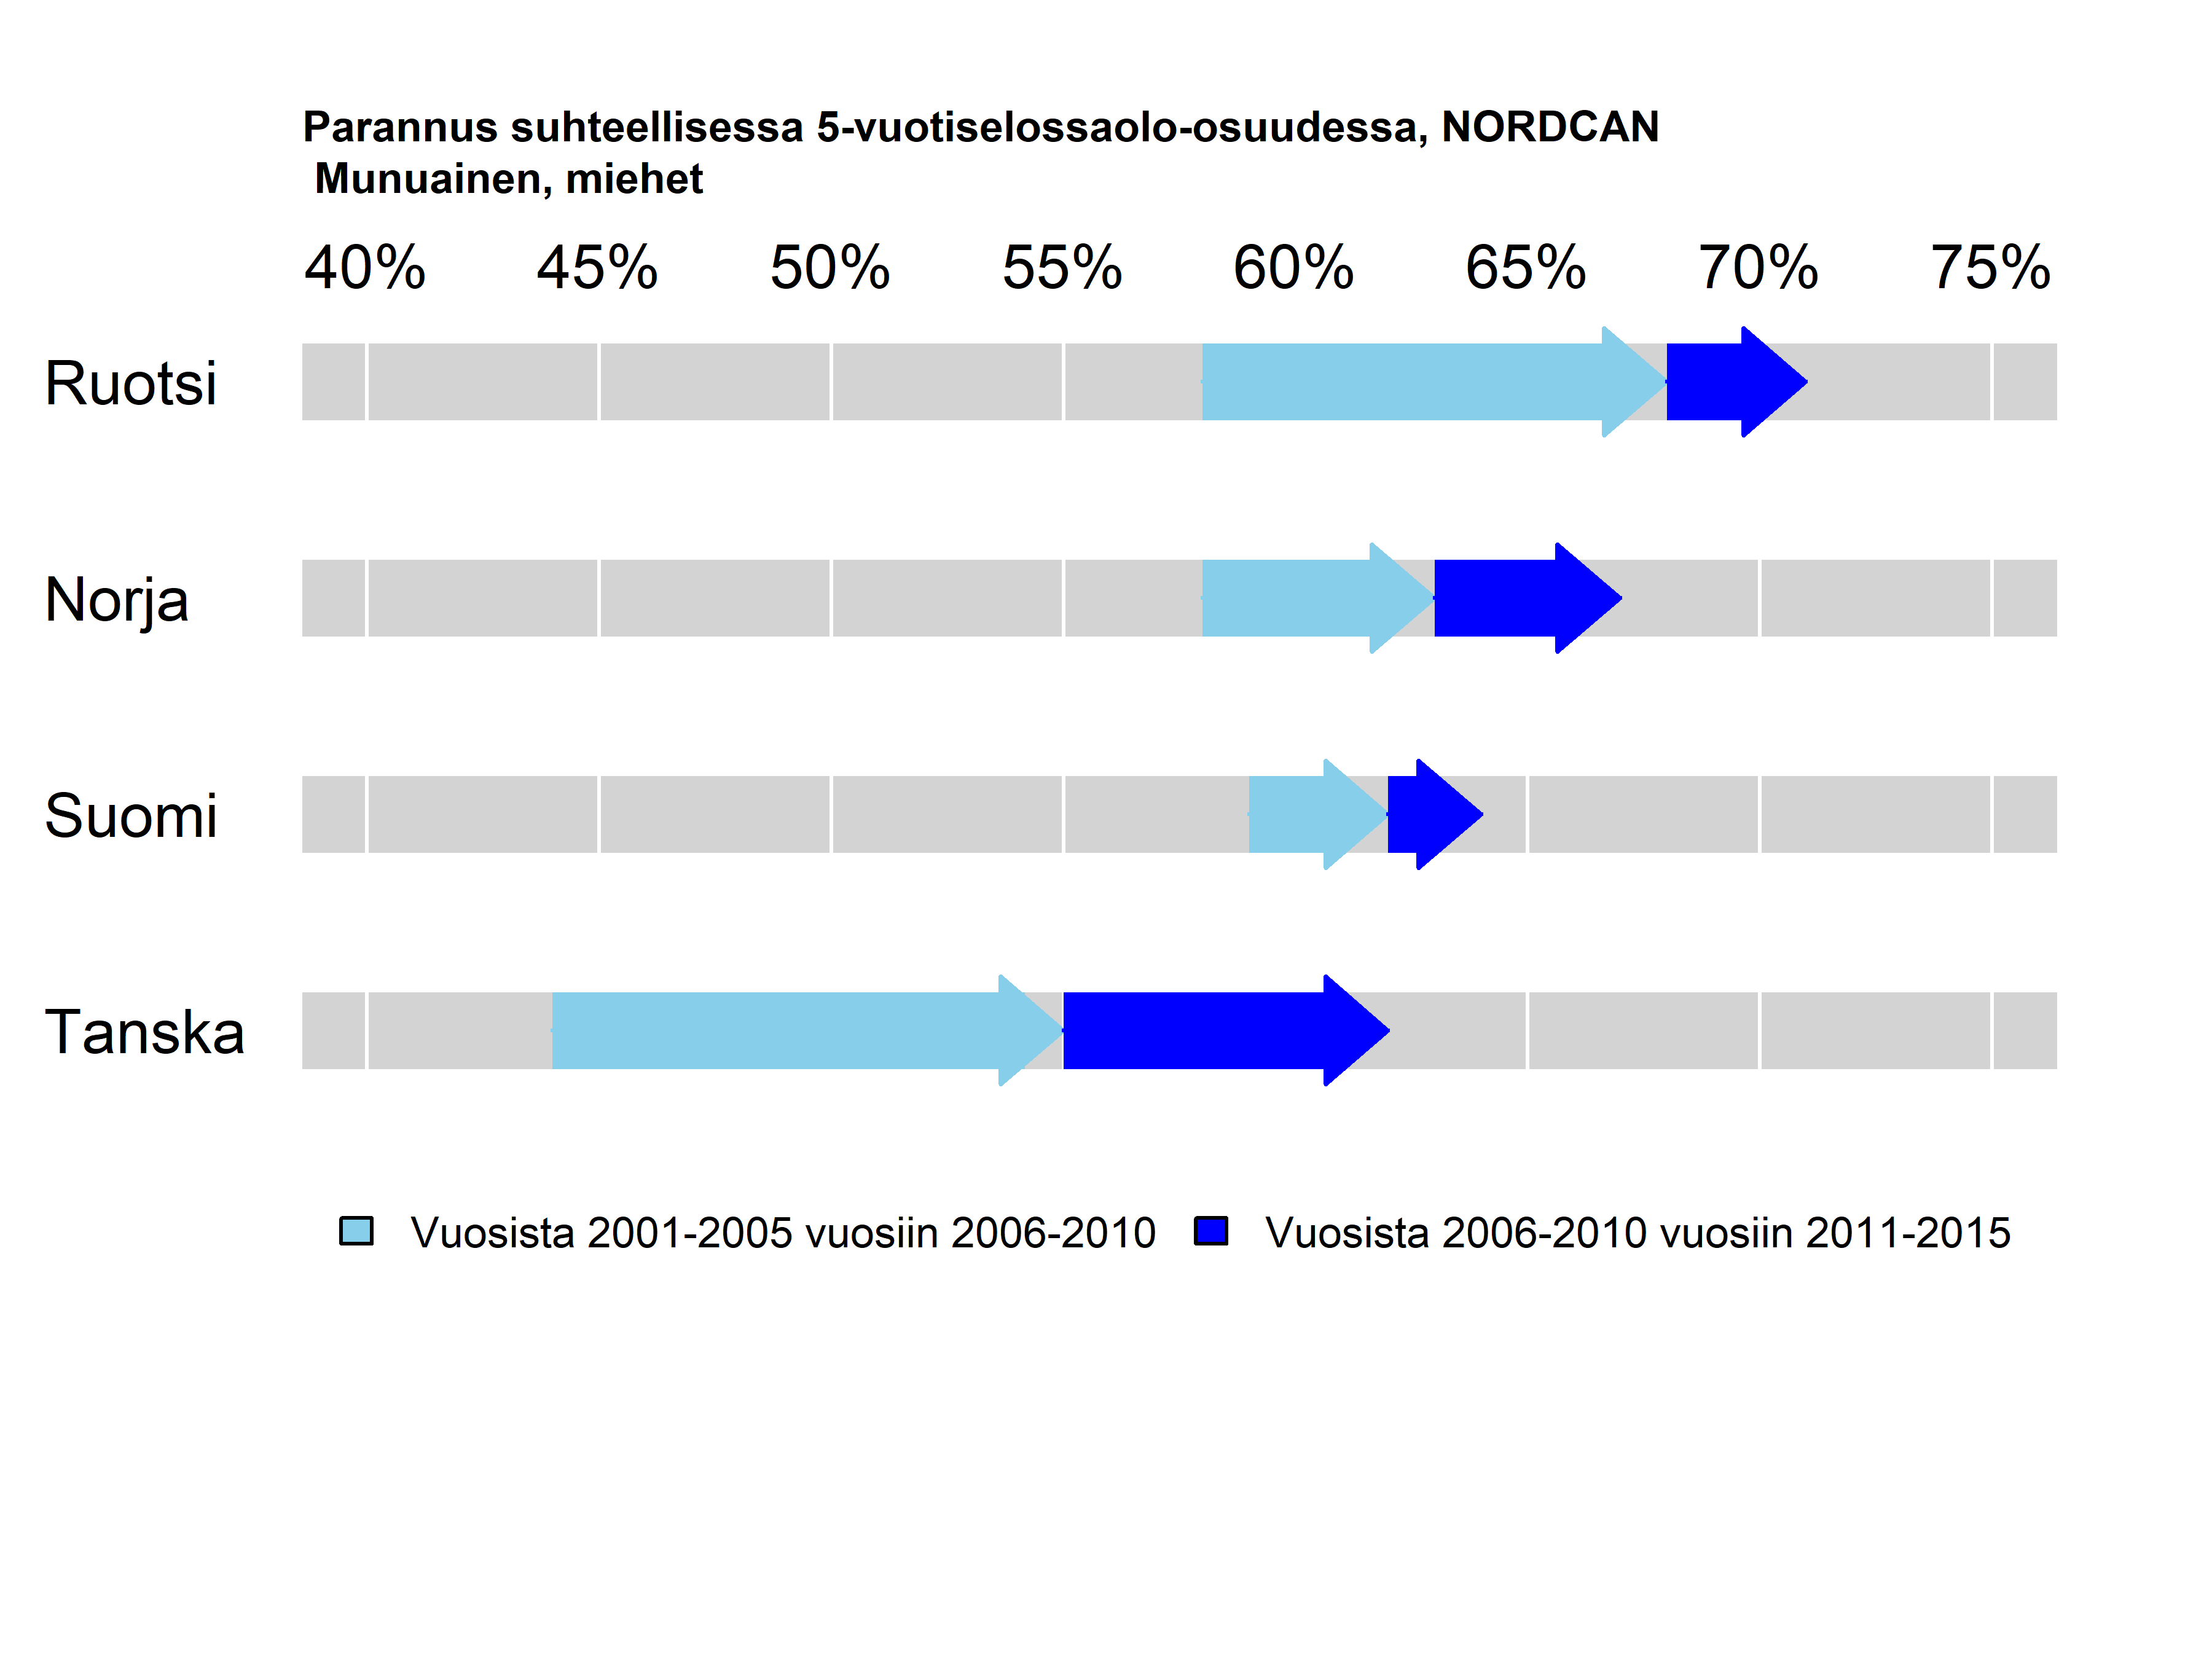 Parannus suhteellisessa 5-vuotiselossaolo-osuudessa, NORDCAN
Munuainen, miehet
40% 45% 50% 55% 60% 65% 70% 75%
Ruotsi
Norja
Suomi
Tanska
Vuosista 2001-2005 vuosiin 2006-2010 Vuosista 2006-2010 vuosiin 2011-2015